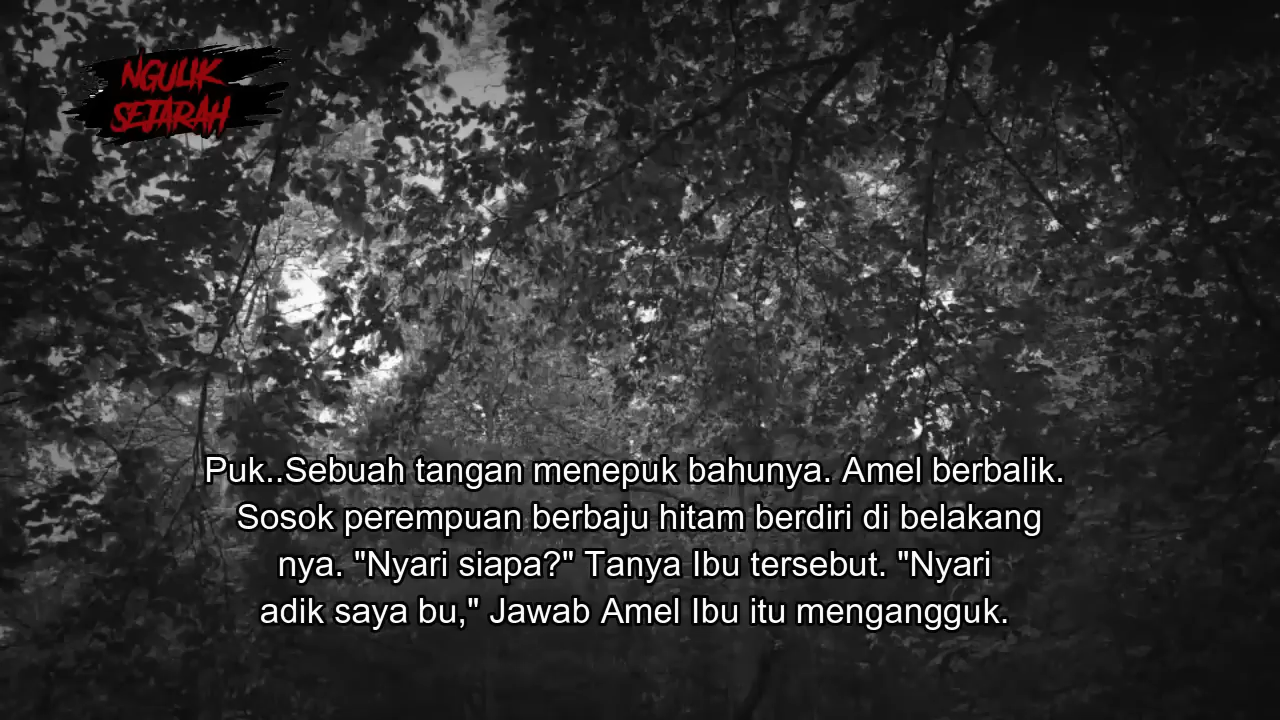 NGULIK
SEJARAH
Puk..Sebuah tangan menepuk bahunya. Amel berbalik.
Sosok perempuan berbaju hitam berdiri di belakang
nya. "Nyari siapa?" Tanya Ibu tersebut. "Nyari
adik saya bu," Jawab Amel Ibu itu mengangguk.